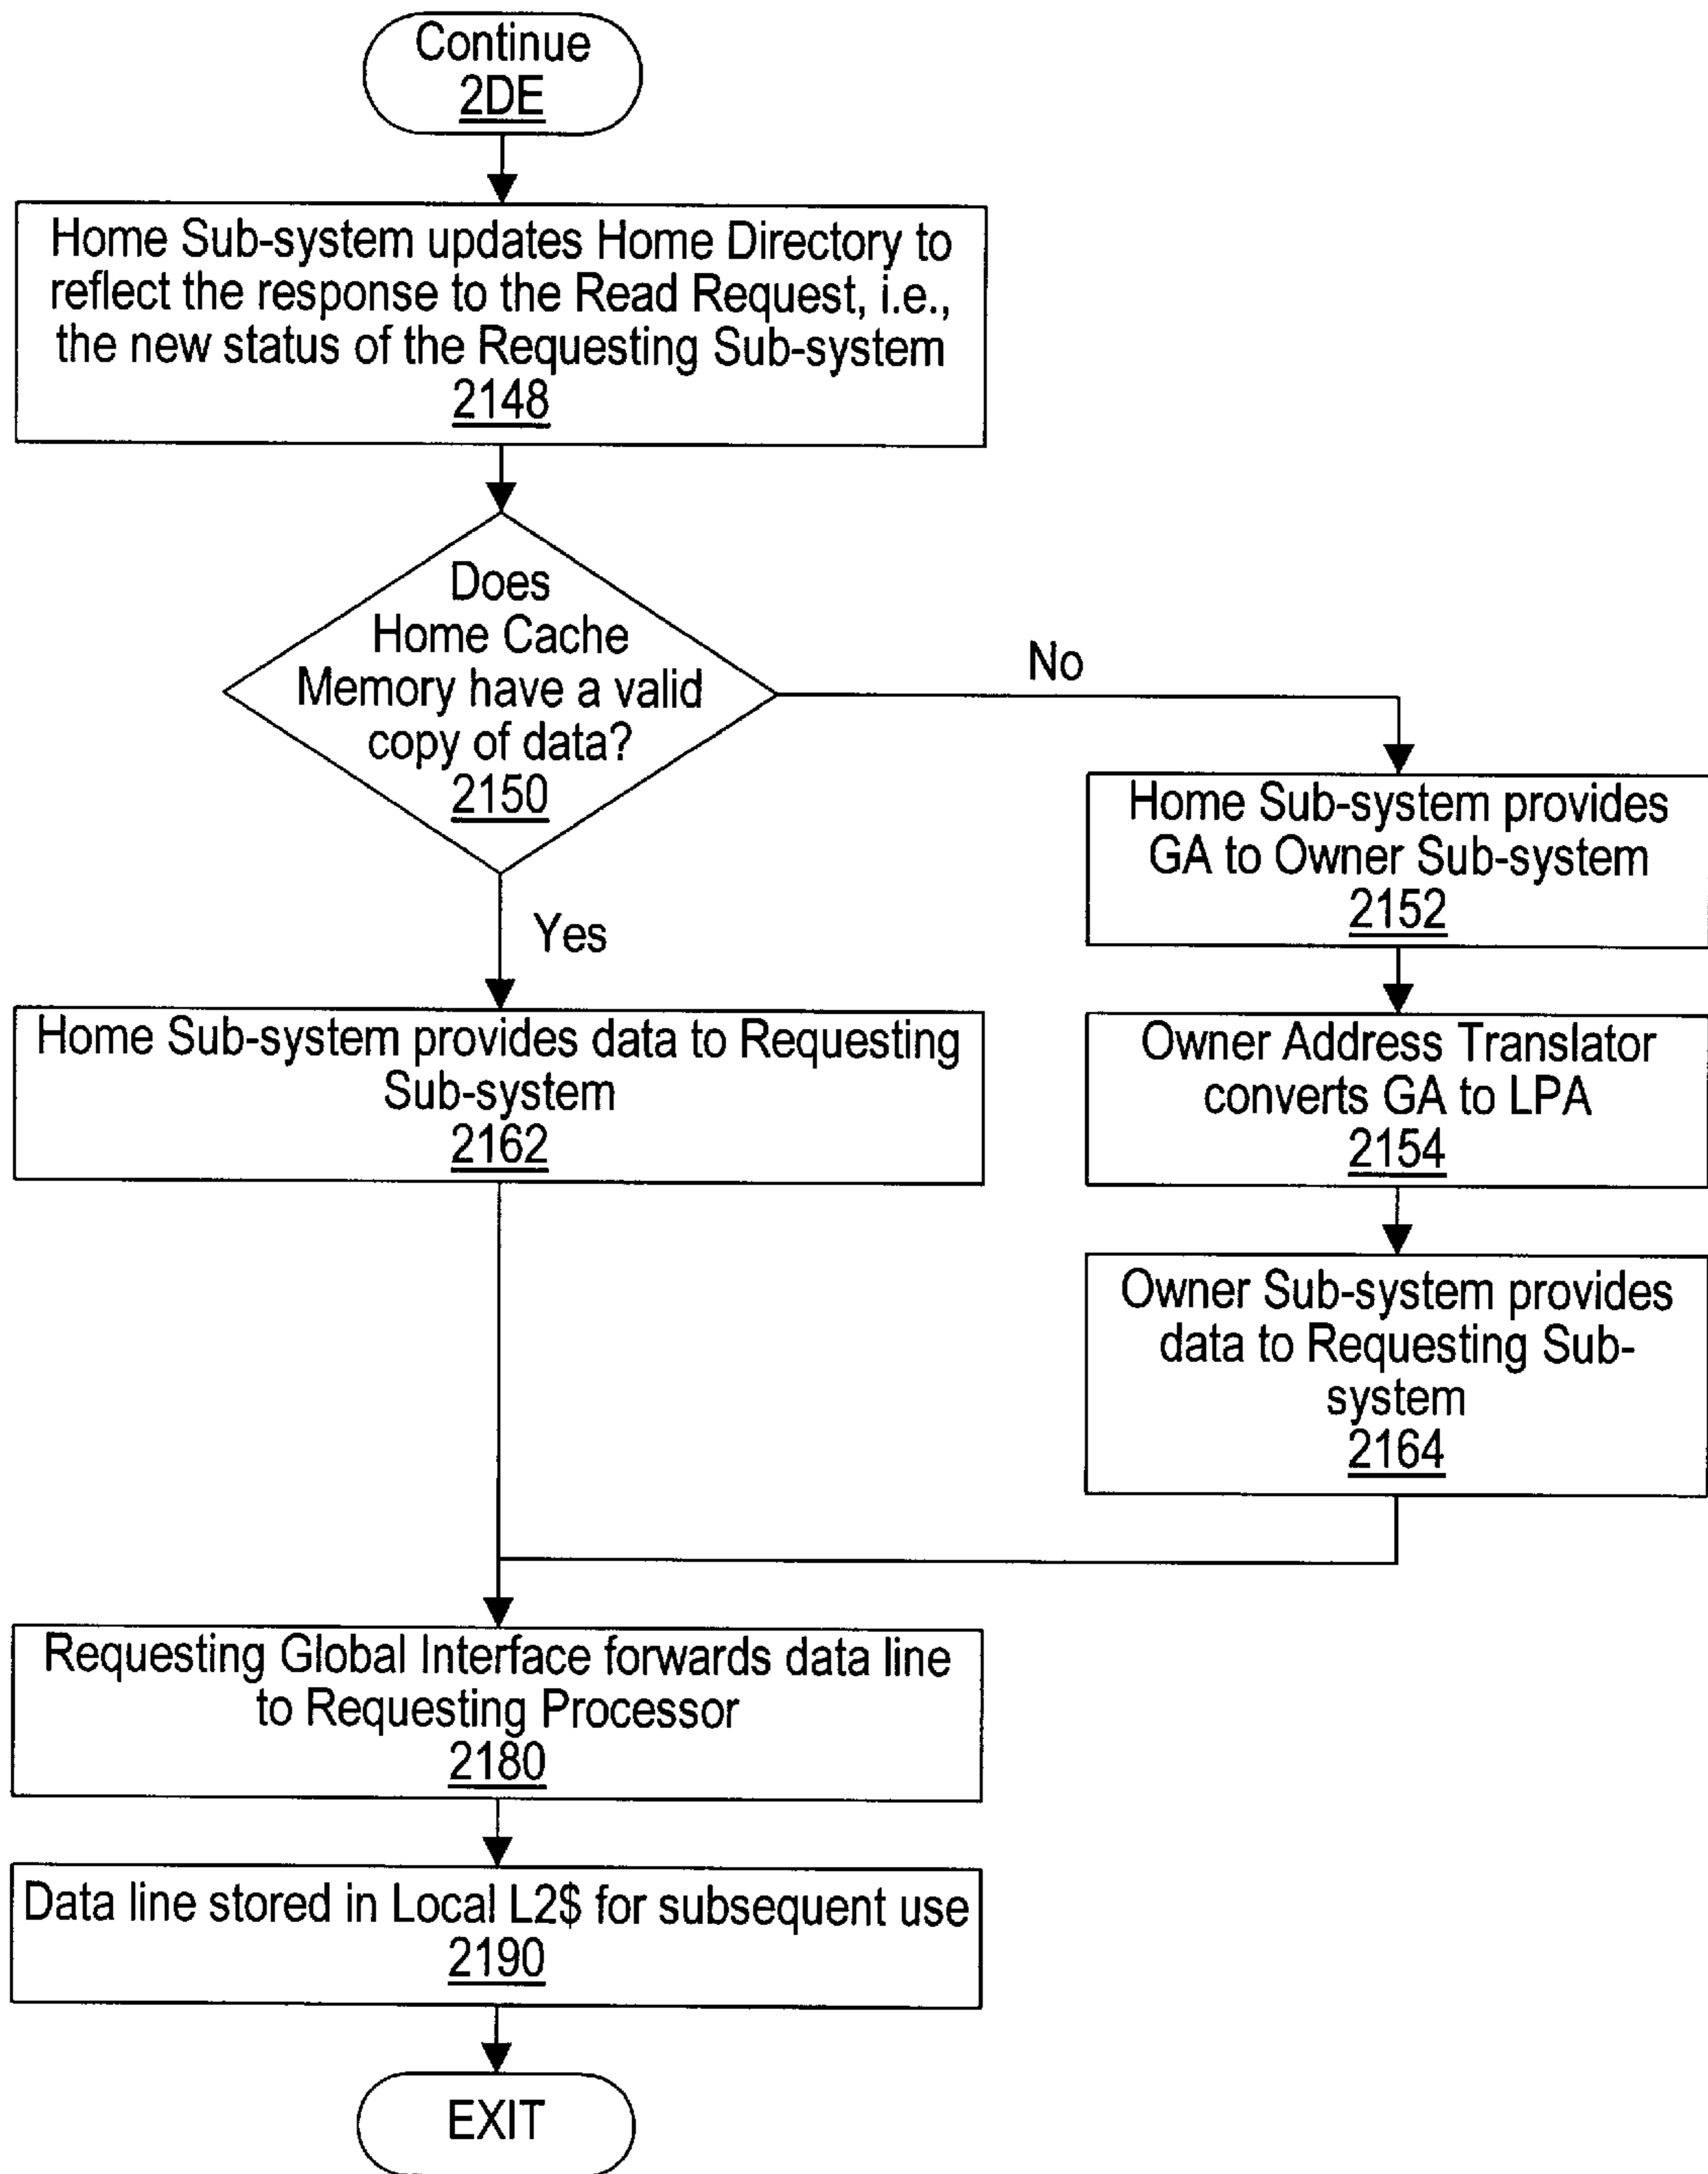 Continue
2DE
Home Sub-system updates Home Directory to
reflect the response to the Read Request, i.e.,
the new status of the Requesting Sub-system
2148
Does
Home Cache
Memory have a valid
copy of data?
2150
No
Yes
Home Sub-system provides
GA to Owner Sub-system
2152
Home Sub-system provides data to Requesting
Sub-system
2162
Owner Address Translator
converts GA to LPA
2154
Owner Sub-system provides
data to Requesting Sub-
system
2164
Requesting Global Interface forwards data line
to Requesting Processor
2180
Data line stored in Local L2$ for subsequent use
2190
EXIT